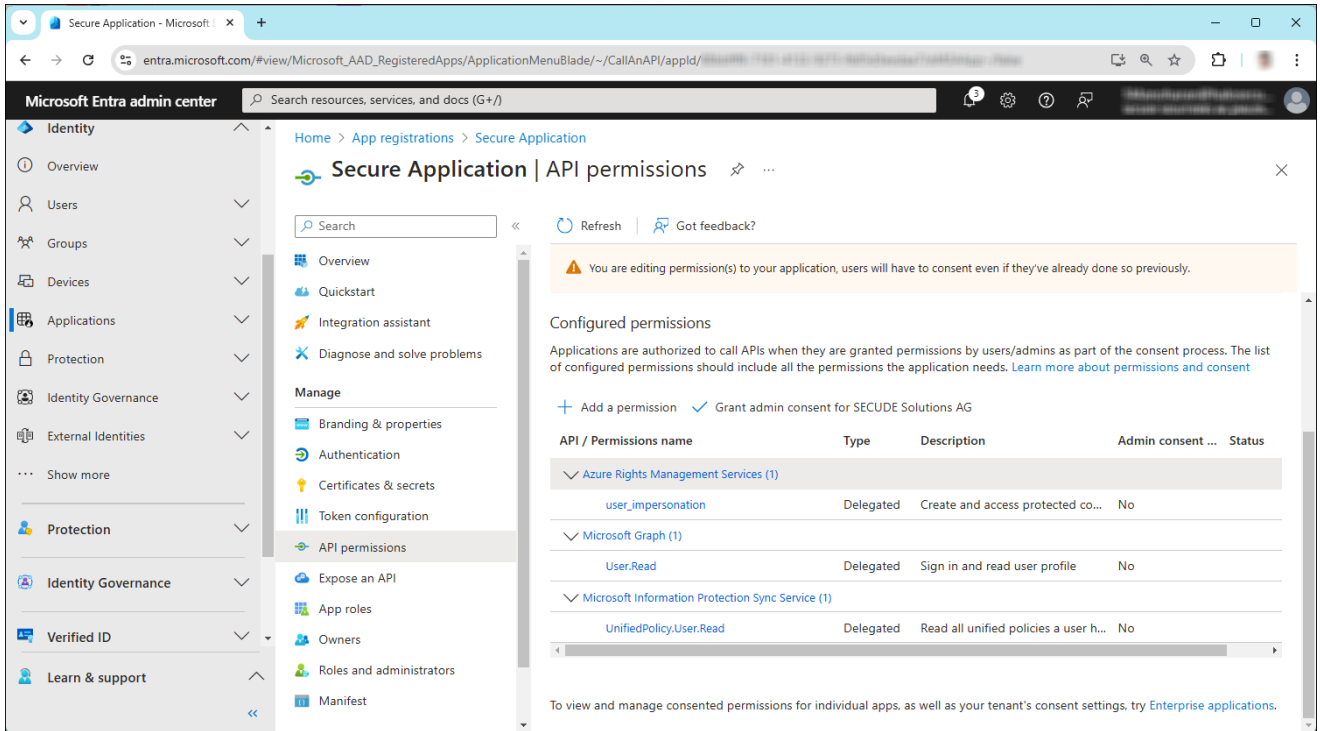 Secure Application - Microsoft E
entra.microsoft.com/#view/Microsoft_AAD_RegisteredApps/ApplicationMenuBlade/~/CallAnAPI/appId/
Microsoft Entra admin center
Search resources, services, and docs (G+/)
3
Identity
Overview
Users
Groups
Devices
Applications
Protection
Identity Governance
External Identities
Show more
Protection
Identity Governance
Verified ID
Learn & support
Home > App registrations > Secure Application
Secure Application | API permissions
Search
Overview
Quickstart
Integration assistant
Diagnose and solve problems
Manage
Branding & properties
Authentication
Certificates & secrets
Token configuration
API permissions
Expose an API
App roles
Owners
Roles and administrators
Manifest
Refresh
Got feedback?
You are editing permission(s) to your application, users will have to consent even if they've already done so previously.
Configured permissions
Applications are authorized to call APIs when they are granted permissions by users/admins as part of the consent process. The list
of configured permissions should include all the permissions the application needs. Learn more about permissions and consent
Add a permission Grant admin consent for SECUDE Solutions AG
API / Permissions name Type Description Admin consent ... Status
Azure Rights Management Services (1)
user_impersonation Delegated Create and access protected co... No
Microsoft Graph (1)
User.Read Delegated Sign in and read user profile No
Microsoft Information Protection Sync Service (1)
UnifiedPolicy.User.Read Delegated Read all unified policies a user h... No
To view and manage consented permissions for individual apps, as well as your tenant's consent settings, try Enterprise applications.